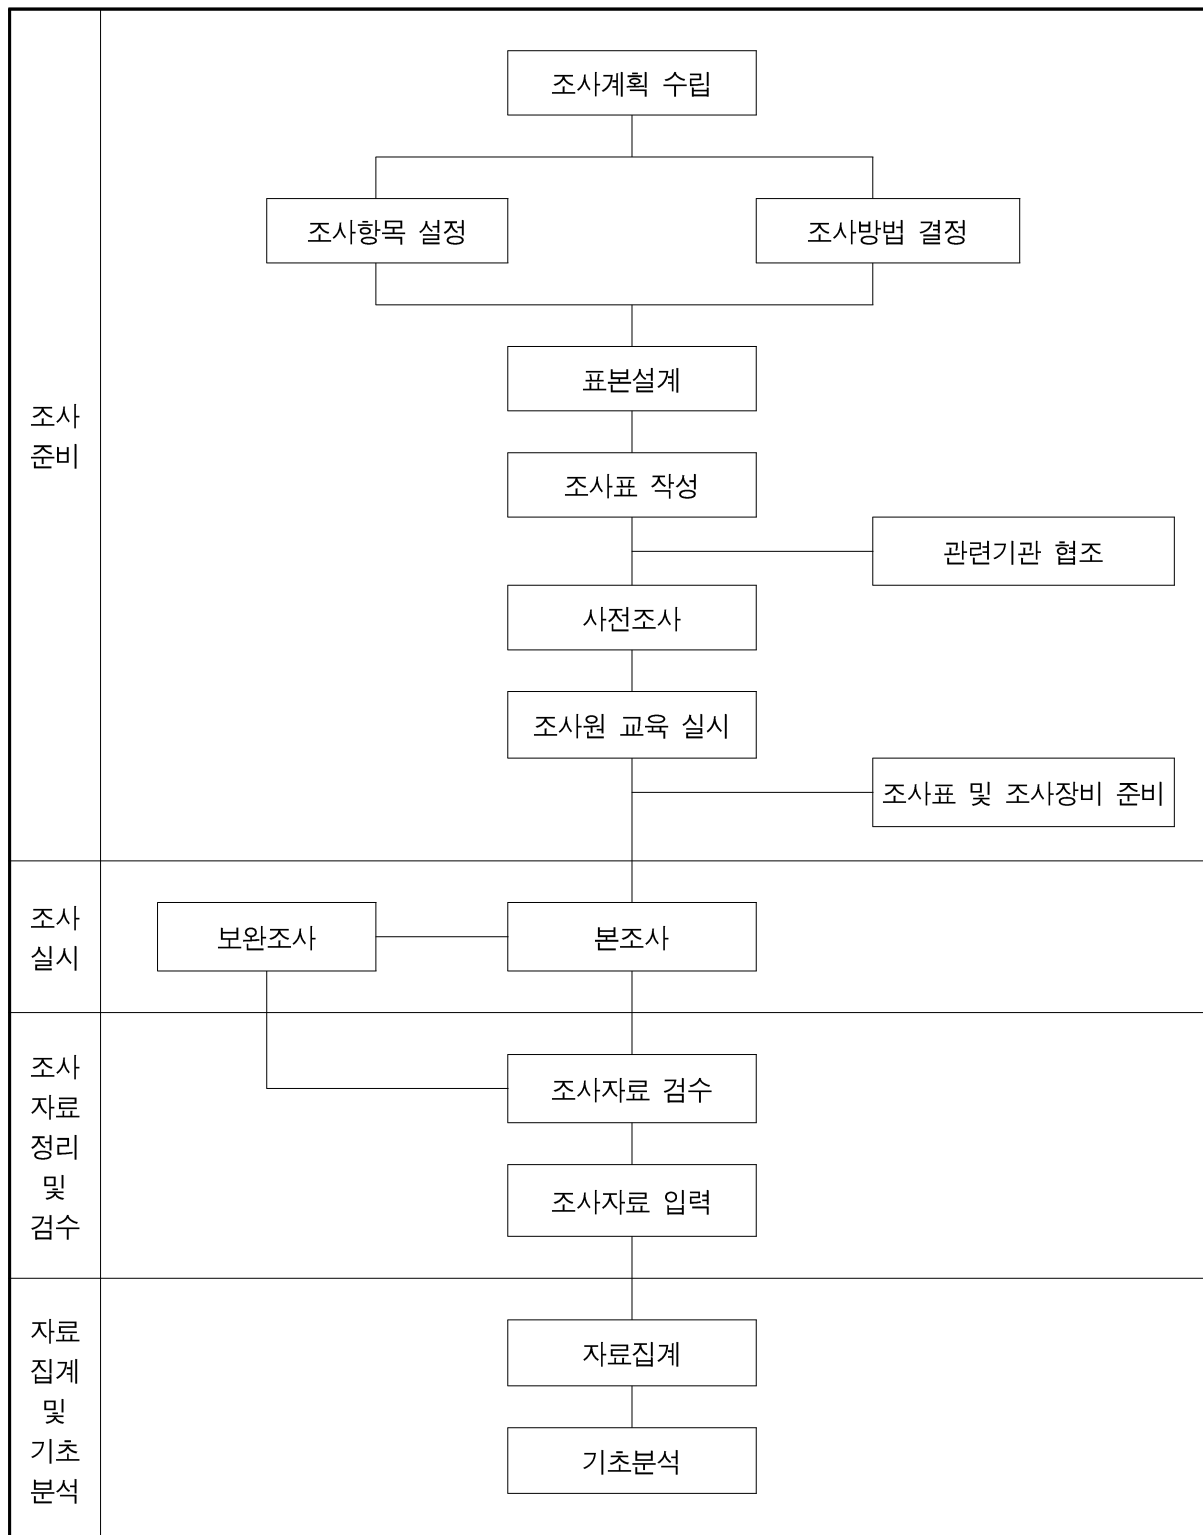 조사계획 수립
조사항목 설정
조사방법 결정
표본설계
조사
준비
조사표 작성
관련기관 협조
사전조사
조사원 교육 실시
조사표 및 조사장비 준비
조사
실시
보완조사
본조사
조사
자료
정리
및
검수
조사자료 검수
조사자료 입력
자료
집계
및
기초
분석
자료집계
기초분석